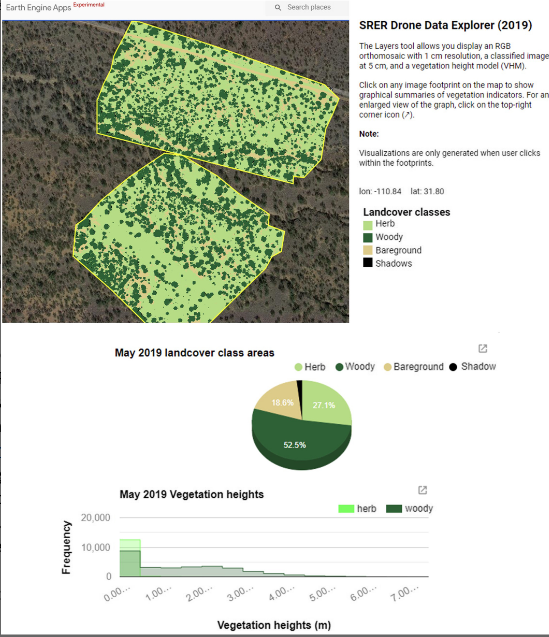 Earth Engine Apps Experimental
Search places
SRER Drone Data Explorer (2019)
The Layers tool allows you display an RGB
orthomosaic with 1 cm resolution, a classified image
at 5 cm, and a vegetation height model (VHM).
Click on any image footprint on the map to show
graphical summaries of vegetation indicators. For an
enlarged view of the graph, click on the top-right
corner icon (↗).
Note:
Visualizations are only generated when user clicks
within the footprints.
lon: -110.84 lat: 31.80
Landcover classes
Herb
Woody
Bareground
Shadows
May 2019 landcover class areas
Herb Woody Bareground Shadow
18.6% 27.1%
52.5%
May 2019 Vegetation heights
herb woody
Frequency
20,000
10,000
0
0.00... 1.00... 2.00... 3.00... 4.00... 5.00... 6.00... 7.00...
Vegetation heights (m)